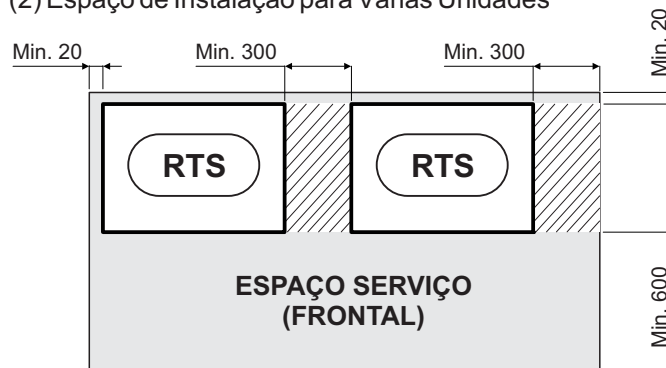 (2) Espaço de Instalação para Várias Unidades
Min. 20
Min. 300
Min. 300
Min. 20
RTS
RTS
ESPAÇO SERVIÇO
(FRONTAL)
Min. 600